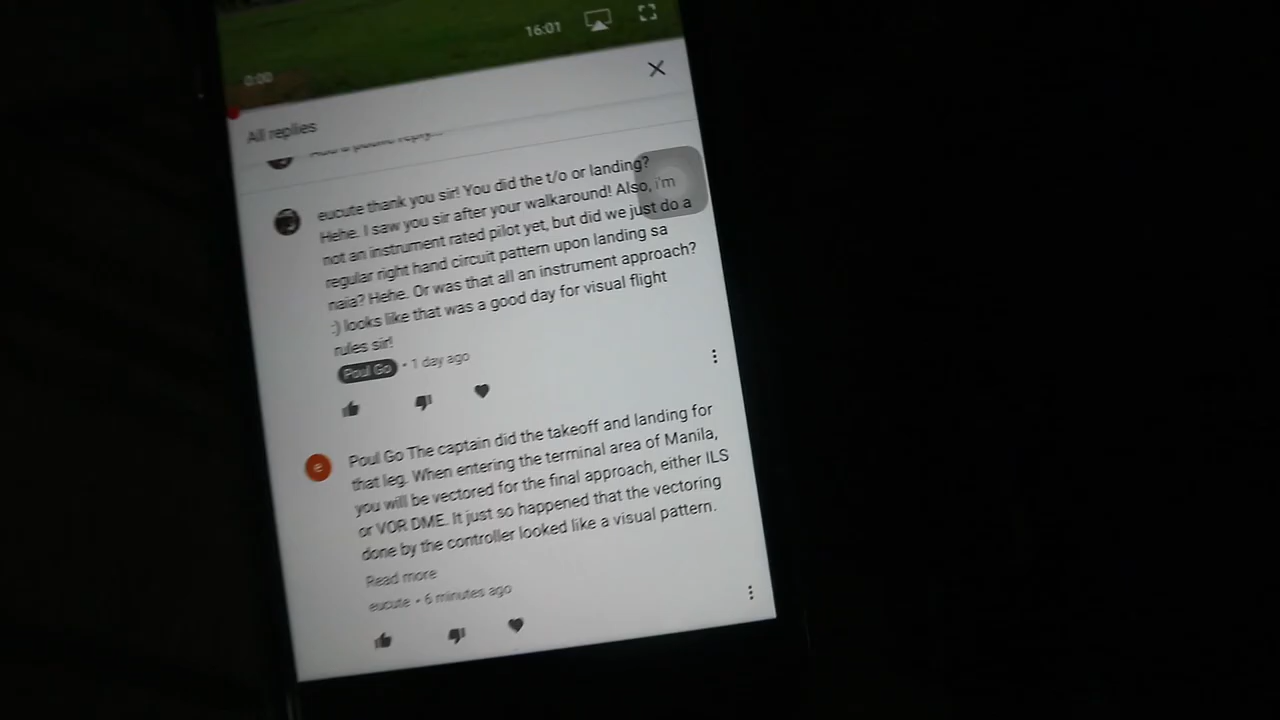 16:01
0:00
All replies
Add a public reply...
eucute thank you sir! You did the t/o or landing?
Hehe. I saw you sir after your walkaround! Also, i'm
not an instrument rated pilot yet, but did we just do a
regular right hand circuit pattern upon landing sa
naia? Hehe. Or was that all an instrument approach?
:) looks like that was a good day for visual flight
rules sir!
Poul Go • 1 day ago
e
Poul Go The captain did the takeoff and landing for
that leg. When entering the terminal area of Manila,
you will be vectored for the final approach, either ILS
or VOR DME. It just so happened that the vectoring
done by the controller looked like a visual pattern.
Read more
eucute • 6 minutes ago